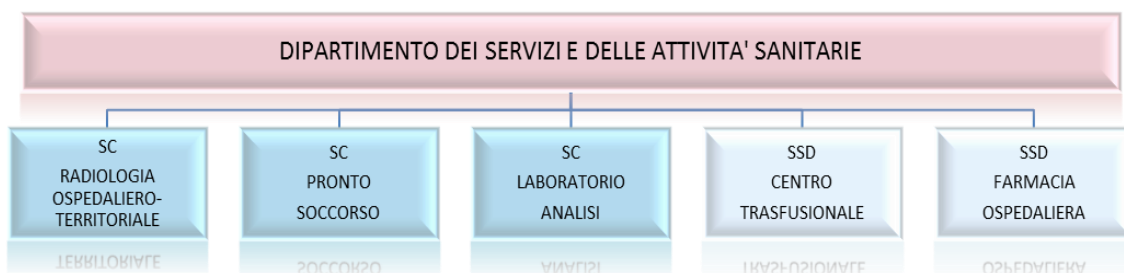 DIPARTIMENTO DEI SERVIZI E DELLE ATTIVITA' SANITARIE
SC
RADIOLOGIA
OSPEDALIERO-
TERRITORIALE
SC
PRONTO
SOCCORSO
SC
LABORATORIO
ANALISI
SSD
CENTRO
TRASFUSIONALE
SSD
FARMACIA
OSPEDALIERA